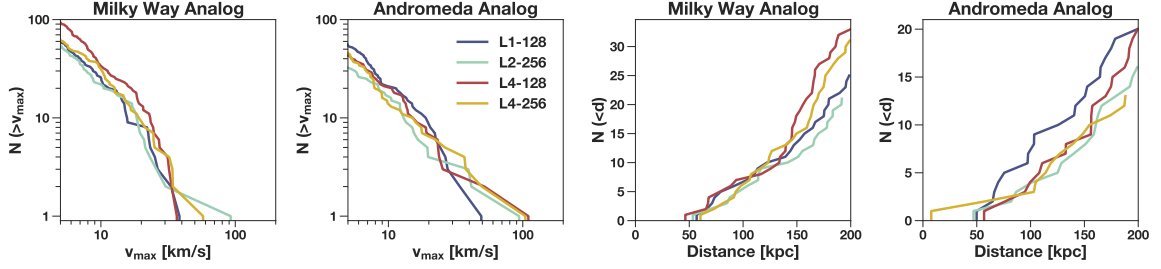 Milky Way Analog
100
10
1
N (>vmax)
10
100
vmax [km/s]
Andromeda Analog
L1-128
L2-256
L4-128
L4-256
100
10
1
N (>vmax)
10
100
vmax [km/s]
Milky Way Analog
30
25
20
15
10
5
0
N (<d)
0
50
100
150
200
Distance [kpc]
Andromeda Analog
20
15
10
5
0
N (<d)
0
50
100
150
200
Distance [kpc]